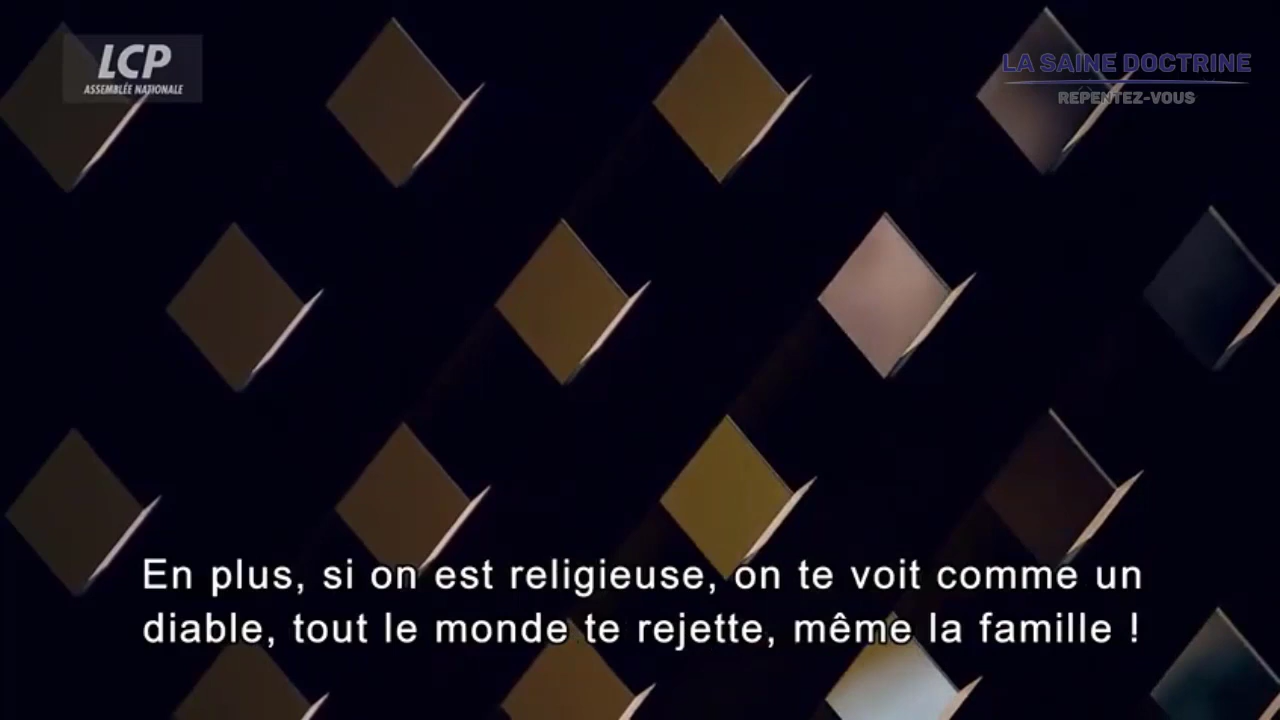 LCP
ASSEMBLÉE NATIONALE
LA SAINE DOCTRINE
REPENTEZ-VOUS
En plus, si on est religieuse, on te voit comme un
diable, tout le monde te rejette, même la famille !